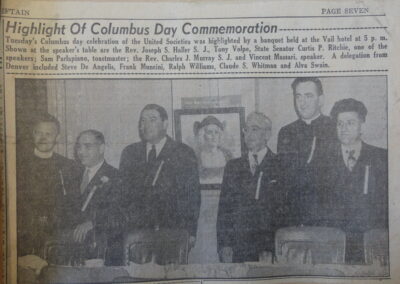 IFTAIN
PAGE SEVEN
Highlight Of Columbus Day Commemoration
Tuesday's Columbus day celebration of the United Societies was highlighted by a banquet held at the Vail hotel at 5 p. m.
Shown at the speaker's table are the Rev. Joseph S. Haller S. J., Tony Volpe, State Senator Curtis P. Ritchie, one of the
speakers; Sam Parlapiano, toastmaster; the Rev. Charles J. Murray S. J. and Vincent Massari, speaker. A delegation from
Denver included Steve De Angelis, Frank Mancini, Ralph Williams, Claude S. Whitman and Alva Swain.